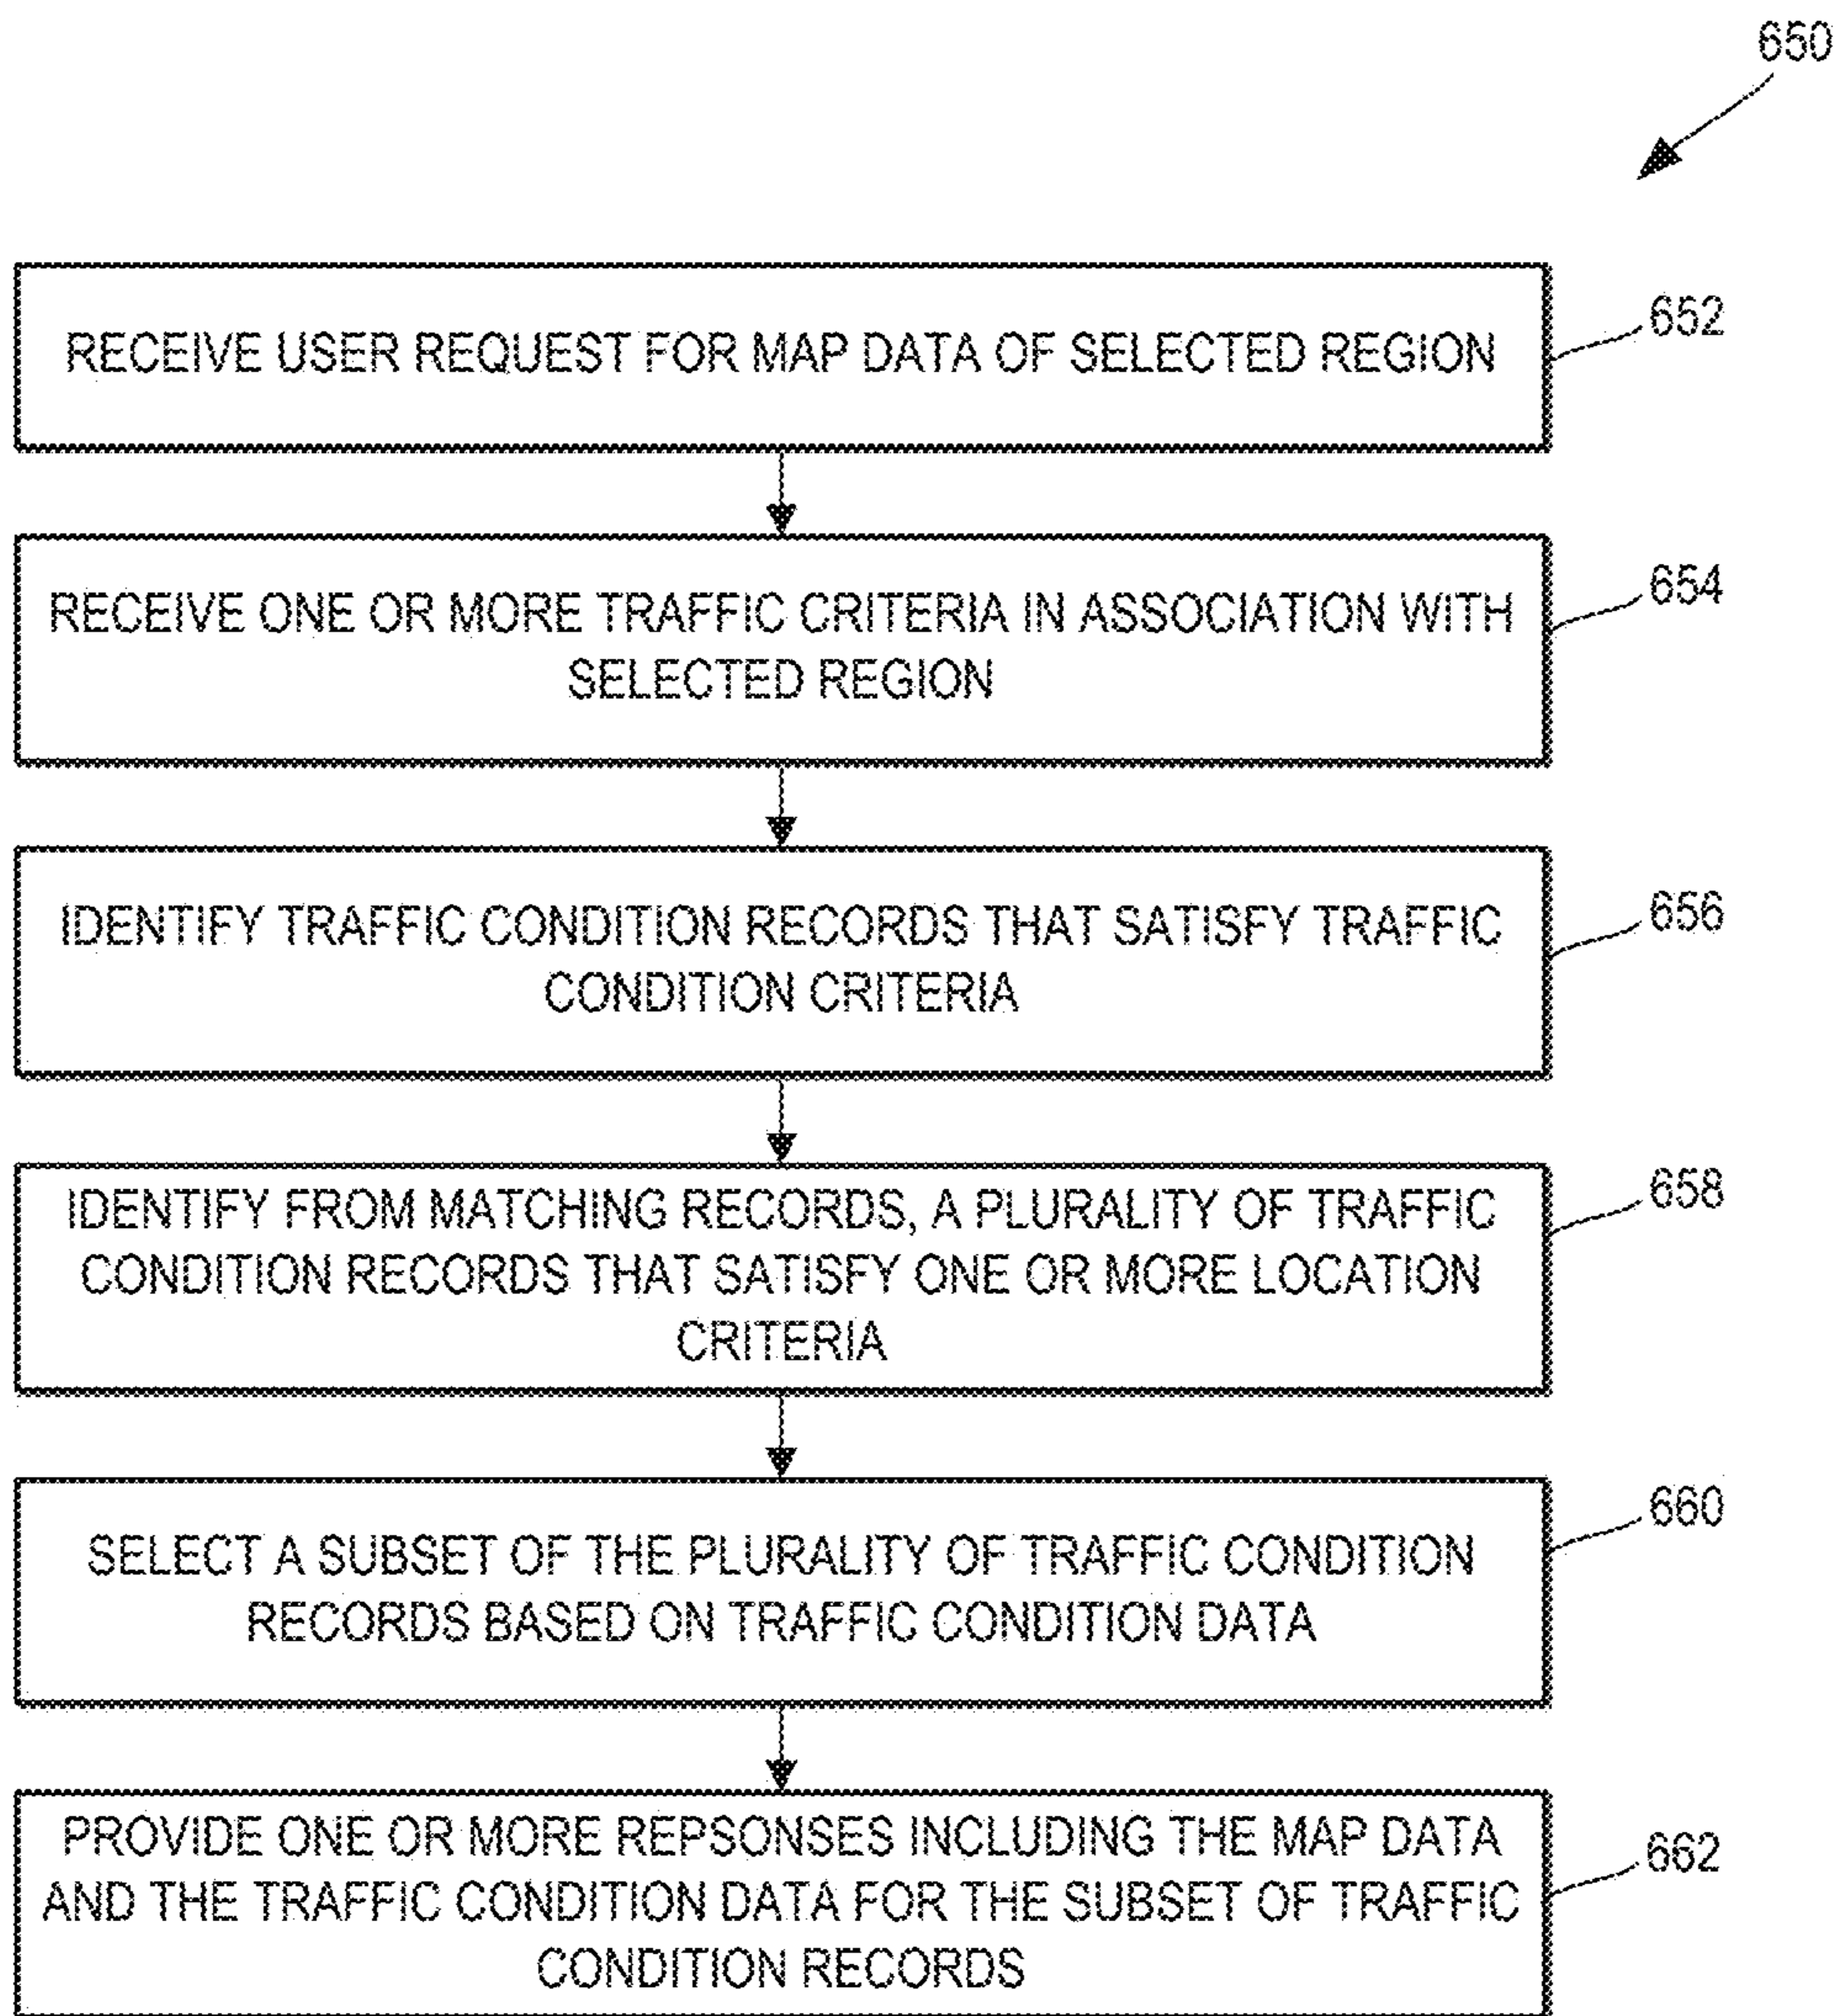 650
RECEIVE USER REQUEST FOR MAP DATA OF SELECTED REGION
652
RECEIVE ONE OR MORE TRAFFIC CRITERIA IN ASSOCIATION WITH
SELECTED REGION
654
IDENTIFY TRAFFIC CONDITION RECORDS THAT SATISFY TRAFFIC
CONDITION CRITERIA
656
IDENTIFY FROM MATCHING RECORDS, A PLURALITY OF TRAFFIC
CONDITION RECORDS THAT SATISFY ONE OR MORE LOCATION
CRITERIA
658
SELECT A SUBSET OF THE PLURALITY OF TRAFFIC CONDITION
RECORDS BASED ON TRAFFIC CONDITION DATA
660
PROVIDE ONE OR MORE REPSONSES INCLUDING THE MAP DATA
AND THE TRAFFIC CONDITION DATA FOR THE SUBSET OF TRAFFIC
CONDITION RECORDS
662